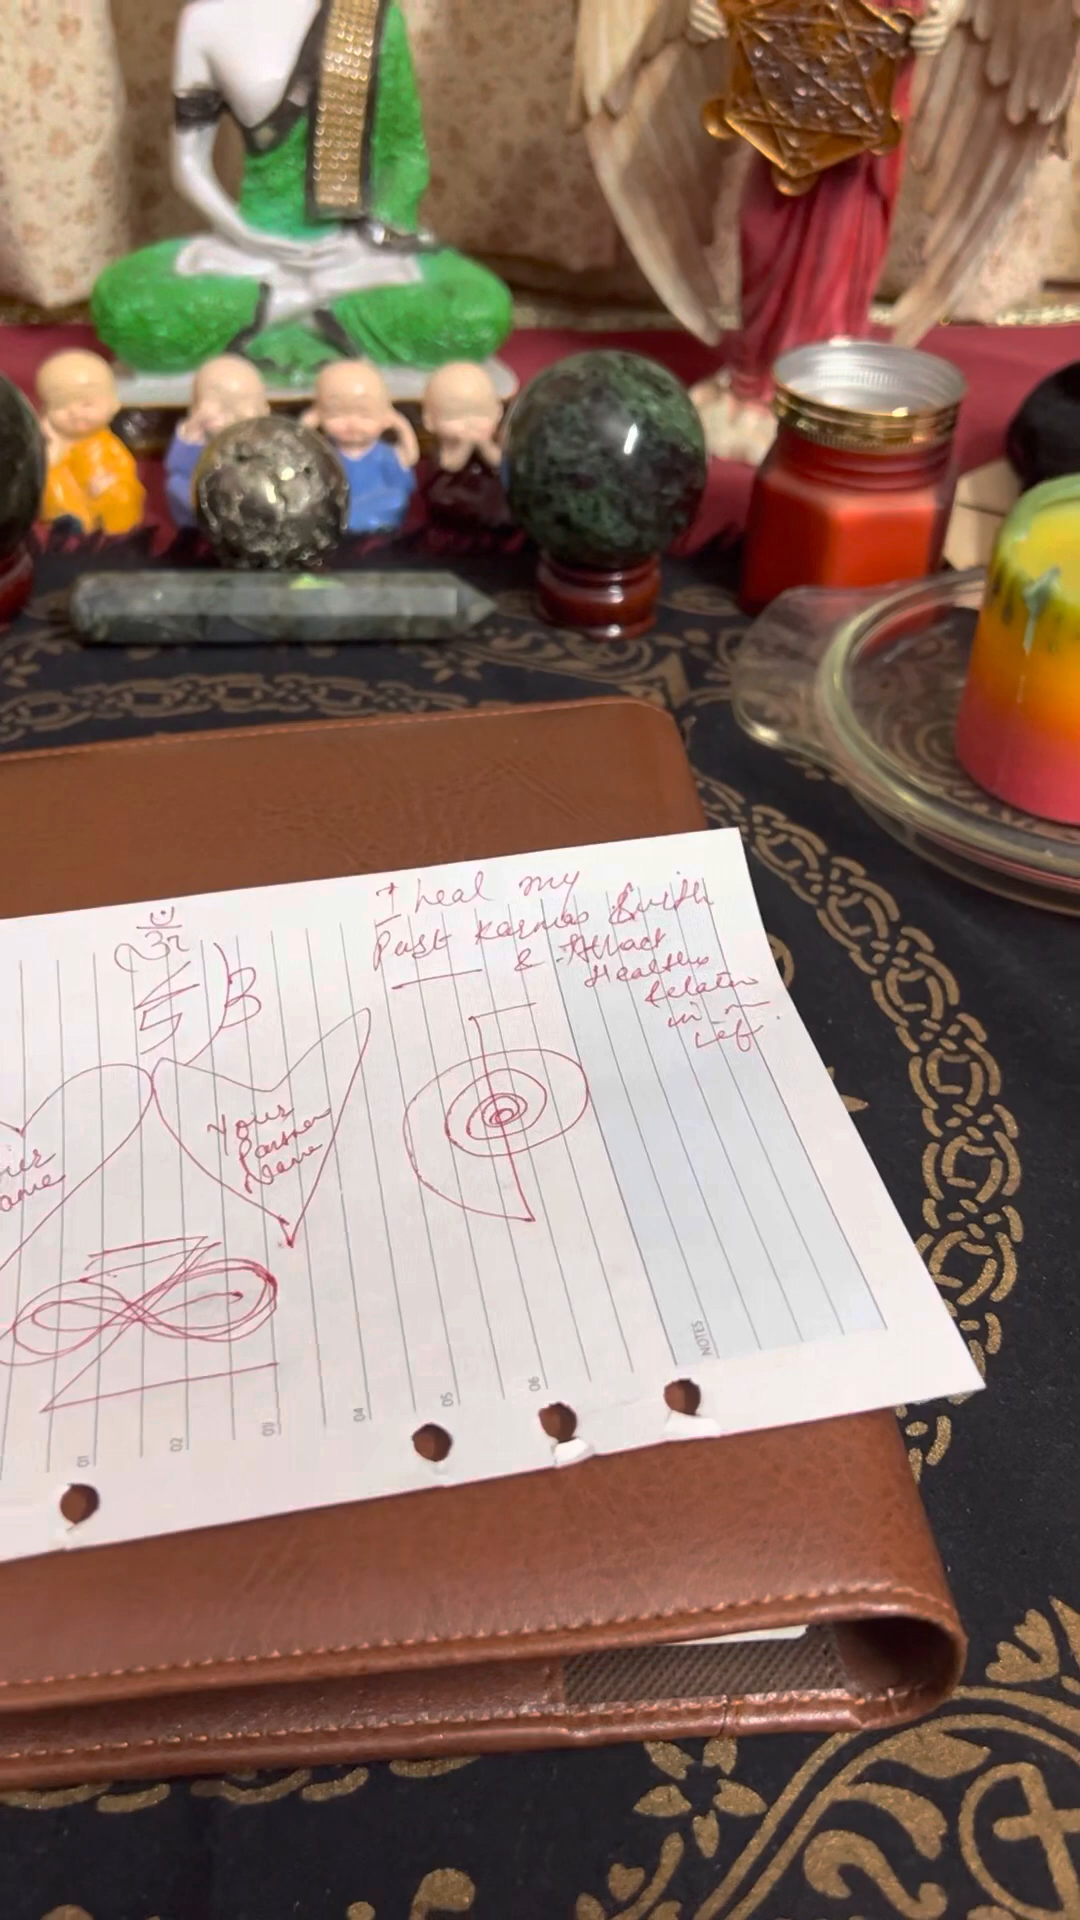 I heal my
Past Karmas & with
& Attract
Healthy
Relation
in
Your
Partner
Name
NOTES
01
02
03
04
05
06